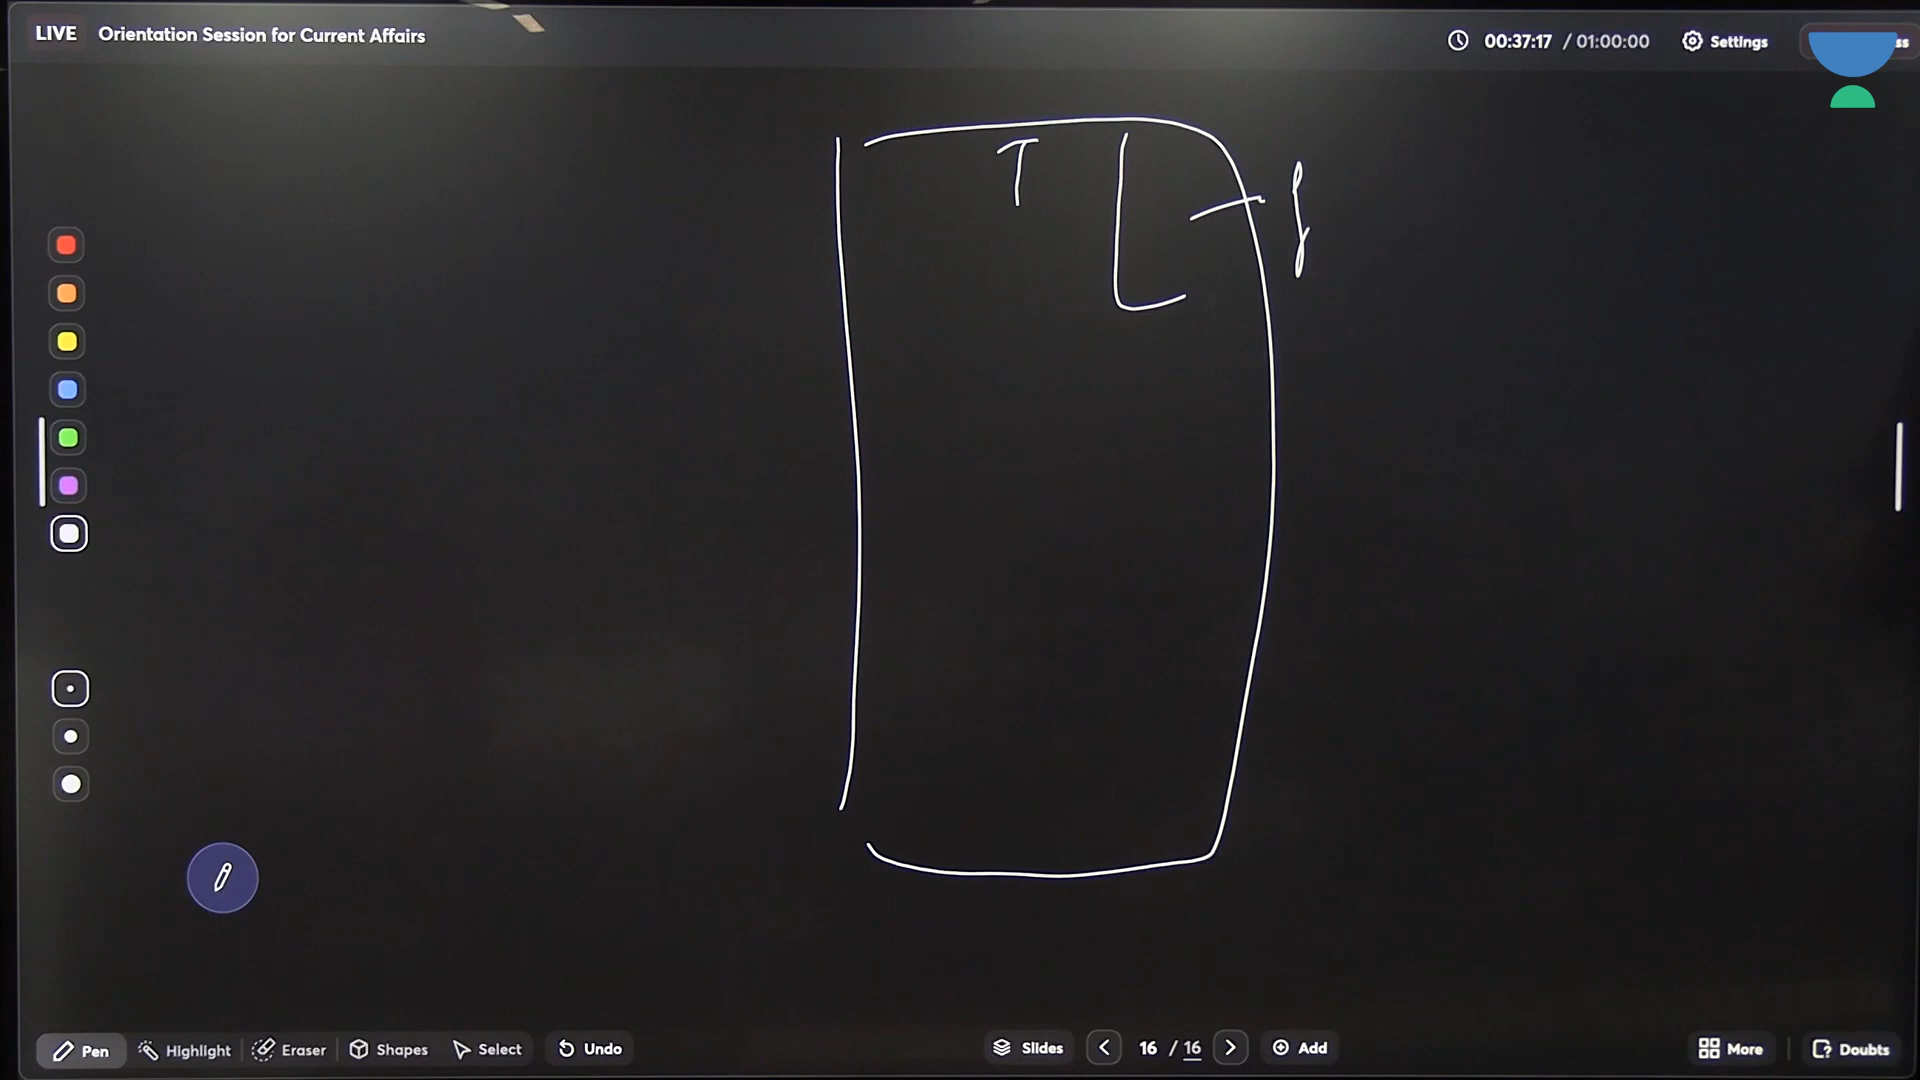 LIVE Orientation Session for Current Affairs
00:37:17 / 01:00:00 Settings
T
Pen Highlight Eraser Shapes Select Undo Slides 16 / 16 Add More Doubts